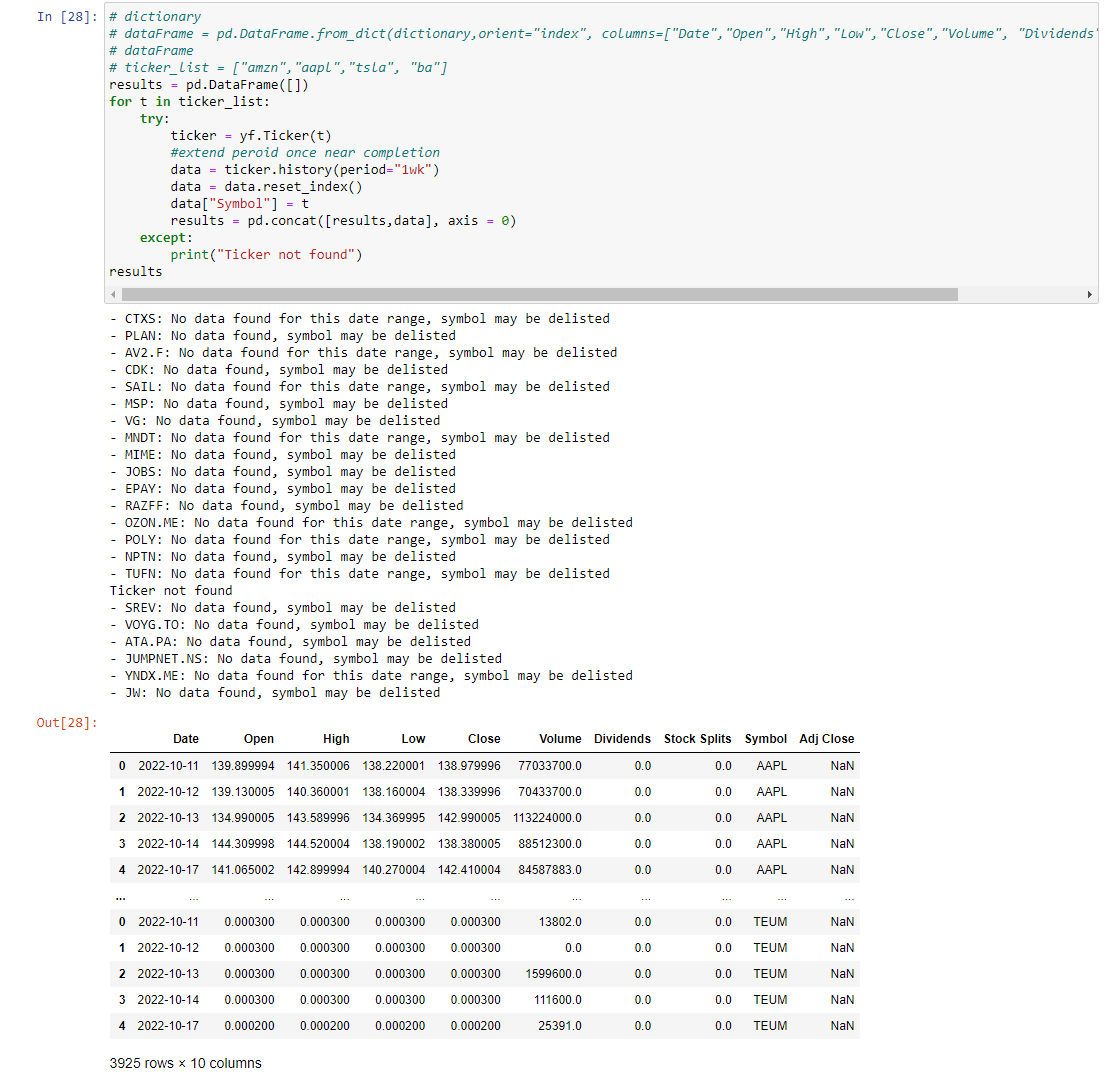 In [28]:
# dictionary
# dataFrame = pd.DataFrame.from_dict(dictionary,orient="index", columns=["Date","Open","High","Low","Close","Volume", "Dividends"
# dataFrame
# ticker_list = ["amzn","aapl","tsla", "ba"]
results = pd.DataFrame([])
for t in ticker_list:
    try:
        ticker = yf.Ticker(t)
        #extend peroid once near completion
        data = ticker.history(period="1wk")
        data = data.reset_index()
        data["Symbol"] = t
        results = pd.concat([results,data], axis = 0)
    except:
        print("Ticker not found")
results
- CTXS: No data found for this date range, symbol may be delisted
- PLAN: No data found, symbol may be delisted
- AV2.F: No data found for this date range, symbol may be delisted
- CDK: No data found, symbol may be delisted
- SAIL: No data found for this date range, symbol may be delisted
- MSP: No data found, symbol may be delisted
- VG: No data found, symbol may be delisted
- MNDT: No data found for this date range, symbol may be delisted
- MIME: No data found, symbol may be delisted
- JOBS: No data found, symbol may be delisted
- EPAY: No data found, symbol may be delisted
- RAZFF: No data found, symbol may be delisted
- OZON.ME: No data found for this date range, symbol may be delisted
- POLY: No data found for this date range, symbol may be delisted
- NPTN: No data found, symbol may be delisted
- TUFN: No data found for this date range, symbol may be delisted
Ticker not found
- SREV: No data found, symbol may be delisted
- VOYG.TO: No data found, symbol may be delisted
- ATA.PA: No data found, symbol may be delisted
- JUMPNET.NS: No data found, symbol may be delisted
- YNDX.ME: No data found for this date range, symbol may be delisted
- JW: No data found, symbol may be delisted
Out[28]:
Date Open High Low Close Volume Dividends Stock Splits Symbol Adj Close
0 2022-10-11 139.899994 141.350006 138.220001 138.979996 77033700.0 0.0 0.0 AAPL NaN
1 2022-10-12 139.130005 140.360001 138.160004 138.339996 70433700.0 0.0 0.0 AAPL NaN
2 2022-10-13 134.990005 143.589996 134.369995 142.990005 113224000.0 0.0 0.0 AAPL NaN
3 2022-10-14 144.309998 144.520004 138.190002 138.380005 88512300.0 0.0 0.0 AAPL NaN
4 2022-10-17 141.065002 142.899994 140.270004 142.410004 84587883.0 0.0 0.0 AAPL NaN
... ... ... ... ... ... ... ... ... ... ...
0 2022-10-11 0.000300 0.000300 0.000300 0.000300 13802.0 0.0 0.0 TEUM NaN
1 2022-10-12 0.000300 0.000300 0.000300 0.000300 0.0 0.0 0.0 TEUM NaN
2 2022-10-13 0.000300 0.000300 0.000300 0.000300 1599600.0 0.0 0.0 TEUM NaN
3 2022-10-14 0.000300 0.000300 0.000300 0.000300 111600.0 0.0 0.0 TEUM NaN
4 2022-10-17 0.000200 0.000200 0.000200 0.000200 25391.0 0.0 0.0 TEUM NaN
3925 rows × 10 columns